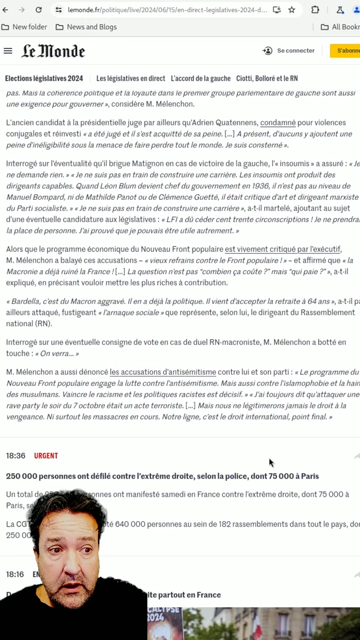 lemonde.fr/politique/live/2024/06/15/en-direct-legislatives-2024-d...
New folder News and Blogs All Book
Le Monde Se connecter S'abonn
Elections législatives 2024 Les législatives en direct L'accord de la gauche Ciotti, Bolloré et le RN
pas. Mais la cohérence politique et la loyauté dans le premier groupe parlementaire de gauche sont aussi
une exigence pour gouverner », considère M. Mélenchon.
L'ancien candidat à la présidentielle juge par ailleurs qu'Adrien Quatennens, condamné pour violences
conjugales et réinvesti « a été jugé et il s'est acquitté de sa peine. [...] A présent, d'aucuns y ajoutent une
peine d'inéligibilité sous la menace de faire perdre tout le monde. Je suis consterné ».
Interrogé sur l'éventualité qu'il brigue Matignon en cas de victoire de la gauche, l'« insoumis » a assuré : « Je
ne demande rien. » « Je ne suis pas en train de construire une carrière. Les insoumis ont produit des
dirigeants capables. Quand Léon Blum devient chef du gouvernement en 1936, il n'est pas au niveau de
Manuel Bompard, ni de Mathilde Panot ou de Clémence Guetté, il était critique d'art et dirigeant marxiste
du Parti socialiste. » « Je ne suis pas en train de construire une carrière », a-t-il martelé, ajoutant au sujet
d'une éventuelle candidature aux législatives : « LFI a dû céder cent trente circonscriptions ! Je ne prendrai
la place de personne. J'ai prouvé que je pouvais être utile autrement. »
Alors que le programme économique du Nouveau Front populaire est vivement critiqué par l'exécutif,
M. Mélenchon a balayé ces accusations – « vieux refrains contre le Front populaire ! » – et affirmé que « la
Macronie a déjà ruiné la France ! [...] La question n'est pas "combien ça coûte ?" mais "qui paie ?" », a-t-il
expliqué, en précisant vouloir mettre les plus riches à contribution.
« Bardella, c'est du Macron aggravé. Il en a déjà la politique. Il vient d'accepter la retraite à 64 ans », a-t-il pa
ailleurs attaqué, fustigeant « l'arnaque sociale » que représente, selon lui, le dirigeant du Rassemblement
national (RN).
Interrogé sur une éventuelle consigne de vote en cas de duel RN-macroniste, M. Mélenchon a botté en
touche : « On verra... »
M. Mélenchon a aussi dénoncé les accusations d'antisémitisme contre lui et son parti : « Le programme du
Nouveau Front populaire engage la lutte contre l'antisémitisme. Mais aussi contre l'islamophobie et la hain
des musulmans. Vaincre le racisme et les politiques racistes est décisif. » « J'ai toujours dit qu'attaquer une
rave party le soir du 7 octobre était un acte terroriste. [...] Mais nous ne légitimerons jamais le droit à la
vengeance. Ni surtout les massacres en cours. Notre ligne, c'est le droit international, point final. »
18:36 URGENT
250 000 personnes ont défilé contre l'extrême droite, selon la police, dont 75 000 à Paris
Un total de personnes ont manifesté samedi en France contre l'extrême droite, dont 75 000 à
Paris, s
La CGT té 640 000 personnes au sein de 182 rassemblements dans tout le pays, do
250 00
18:16 EN
D ite partout en France
CALYPSE
2024